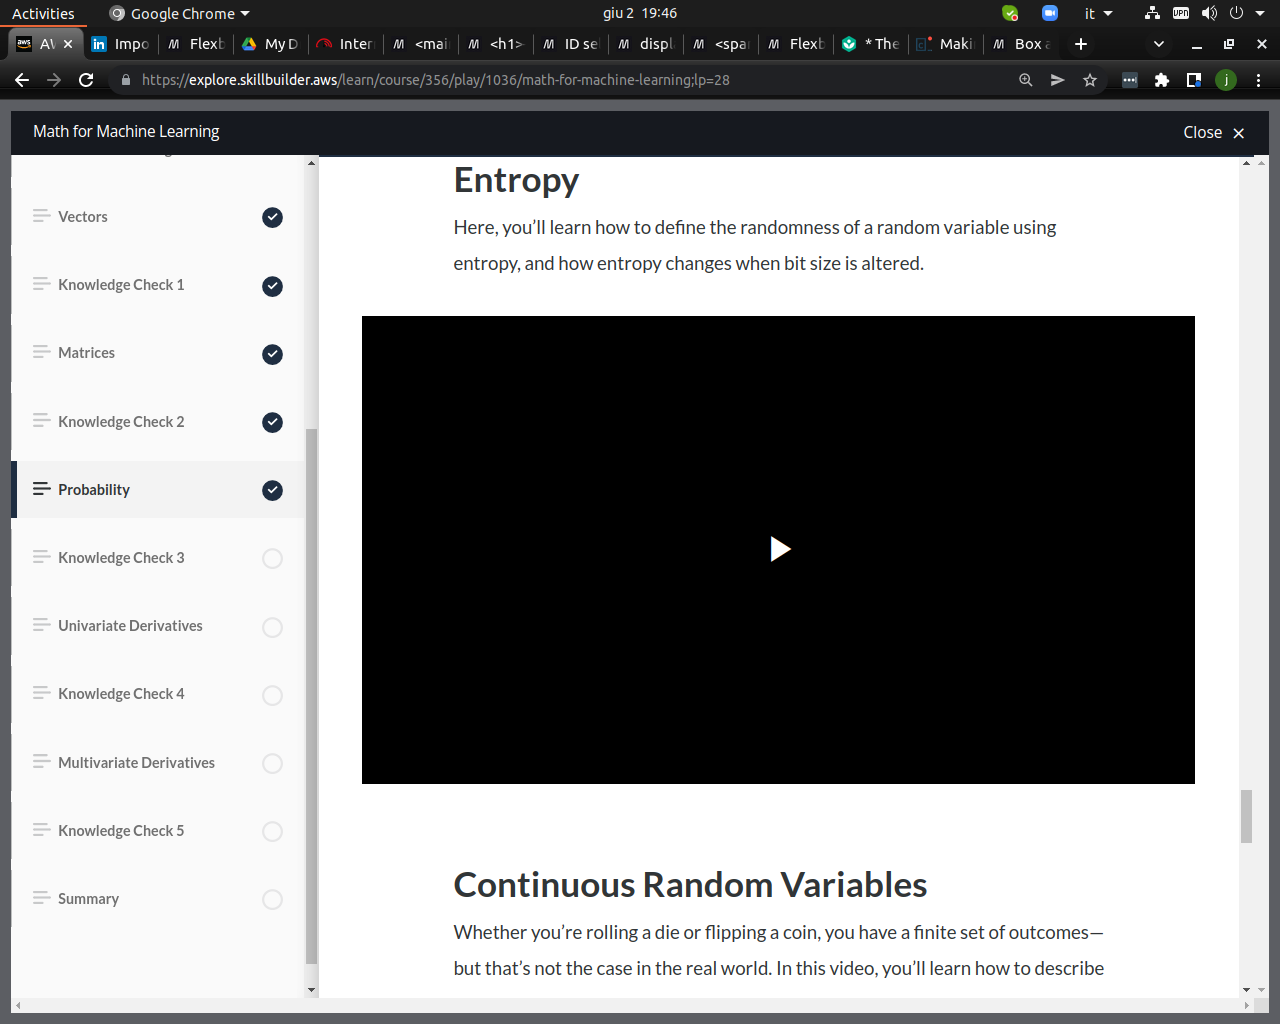 Activities
Google Chrome
giu 2 19:46
it
JPN
aws
AV
in
Impo
Flexb
My D
Inter
<mai
<h1>
ID se
displ
<spa
Flexb
* The
Maki
Box a
https://explore.skillbuilder.aws/learn/course/356/play/1036/math-for-machine-learning;lp=28
j
Math for Machine Learning
Close
Vectors
Knowledge Check 1
Matrices
Knowledge Check 2
Probability
Knowledge Check 3
Univariate Derivatives
Knowledge Check 4
Multivariate Derivatives
Knowledge Check 5
Summary
Entropy
Here, you’ll learn how to define the randomness of a random variable using
entropy, and how entropy changes when bit size is altered.
Continuous Random Variables
Whether you’re rolling a die or flipping a coin, you have a finite set of outcomes—
but that’s not the case in the real world. In this video, you’ll learn how to describe